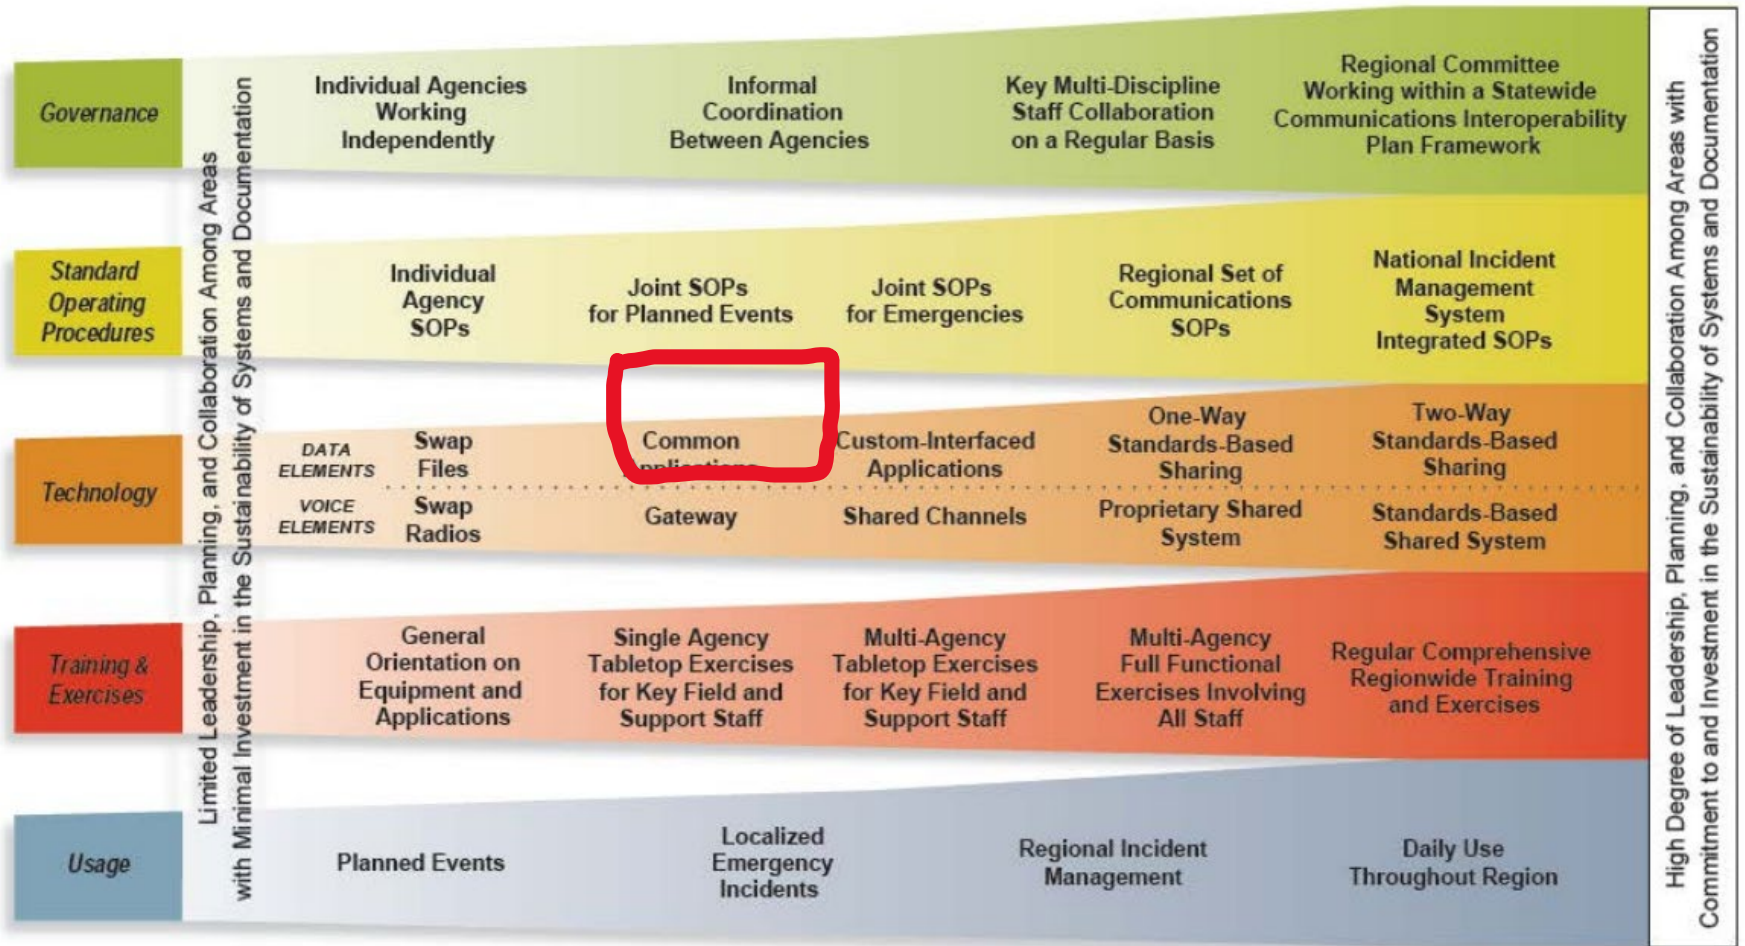 Governance
Individual Agencies
Working
Independently
Informal
Coordination
Between Agencies
Key Multi-Discipline
Staff Collaboration
on a Regular Basis
Regional Committee
Working within a Statewide
Communications Interoperability
Plan Framework
Standard
Operating
Procedures
Individual
Agency
SOPs
Joint SOPs
for Planned Events
Joint SOPs
for Emergencies
Regional Set of
Communications
SOPs
National Incident
Management
System
Integrated SOPs
Technology
DATA
ELEMENTS
Swap
Files
Common
Applications
Custom-Interfaced
Applications
One-Way
Standards-Based
Sharing
Two-Way
Standards-Based
Sharing
VOICE
ELEMENTS
Swap
Radios
Gateway
Shared Channels
Proprietary Shared
System
Standards-Based
Shared System
Training &
Exercises
General
Orientation on
Equipment and
Applications
Single Agency
Tabletop Exercises
for Key Field and
Support Staff
Multi-Agency
Tabletop Exercises
for Key Field and
Support Staff
Multi-Agency
Full Functional
Exercises Involving
All Staff
Regular Comprehensive
Regionwide Training
and Exercises
Usage
Planned Events
Localized
Emergency
Incidents
Regional Incident
Management
Daily Use
Throughout Region
Limited Leadership, Planning, and Collaboration Among Areas
with Minimal Investment in the Sustainability of Systems and Documentation
High Degree of Leadership, Planning, and Collaboration Among Areas with
Commitment to and Investment in the Sustainability of Systems and Documentation